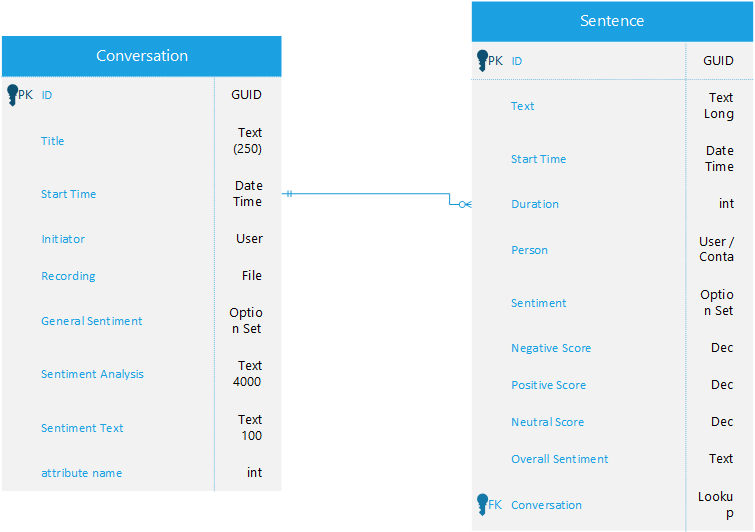 Conversation
PK ID GUID
Title Text
(250)
Start Time Date
Time
Initiator User
Recording File
General Sentiment Optio
n Set
Sentiment Analysis Text
4000
Sentiment Text Text
100
attribute name int
Sentence
PK ID GUID
Text Text
Long
Start Time Date
Time
Duration int
Person User /
Conta
Sentiment Optio
n Set
Negative Score Dec
Positive Score Dec
Neutral Score Dec
Overall Sentiment Text
FK Conversation Looku
p